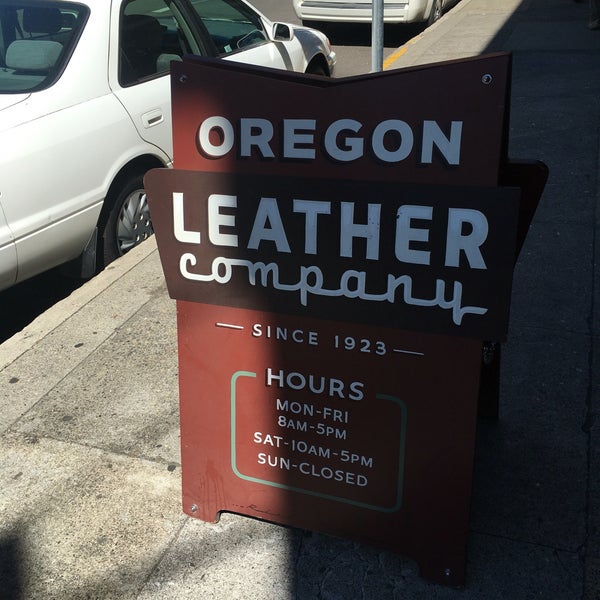 OREGON
LEATHER
company
SINCE 1923
HOURS
MON-FRI
8AM-5PM
SAT-10AM-5PM
SUN-CLOSED